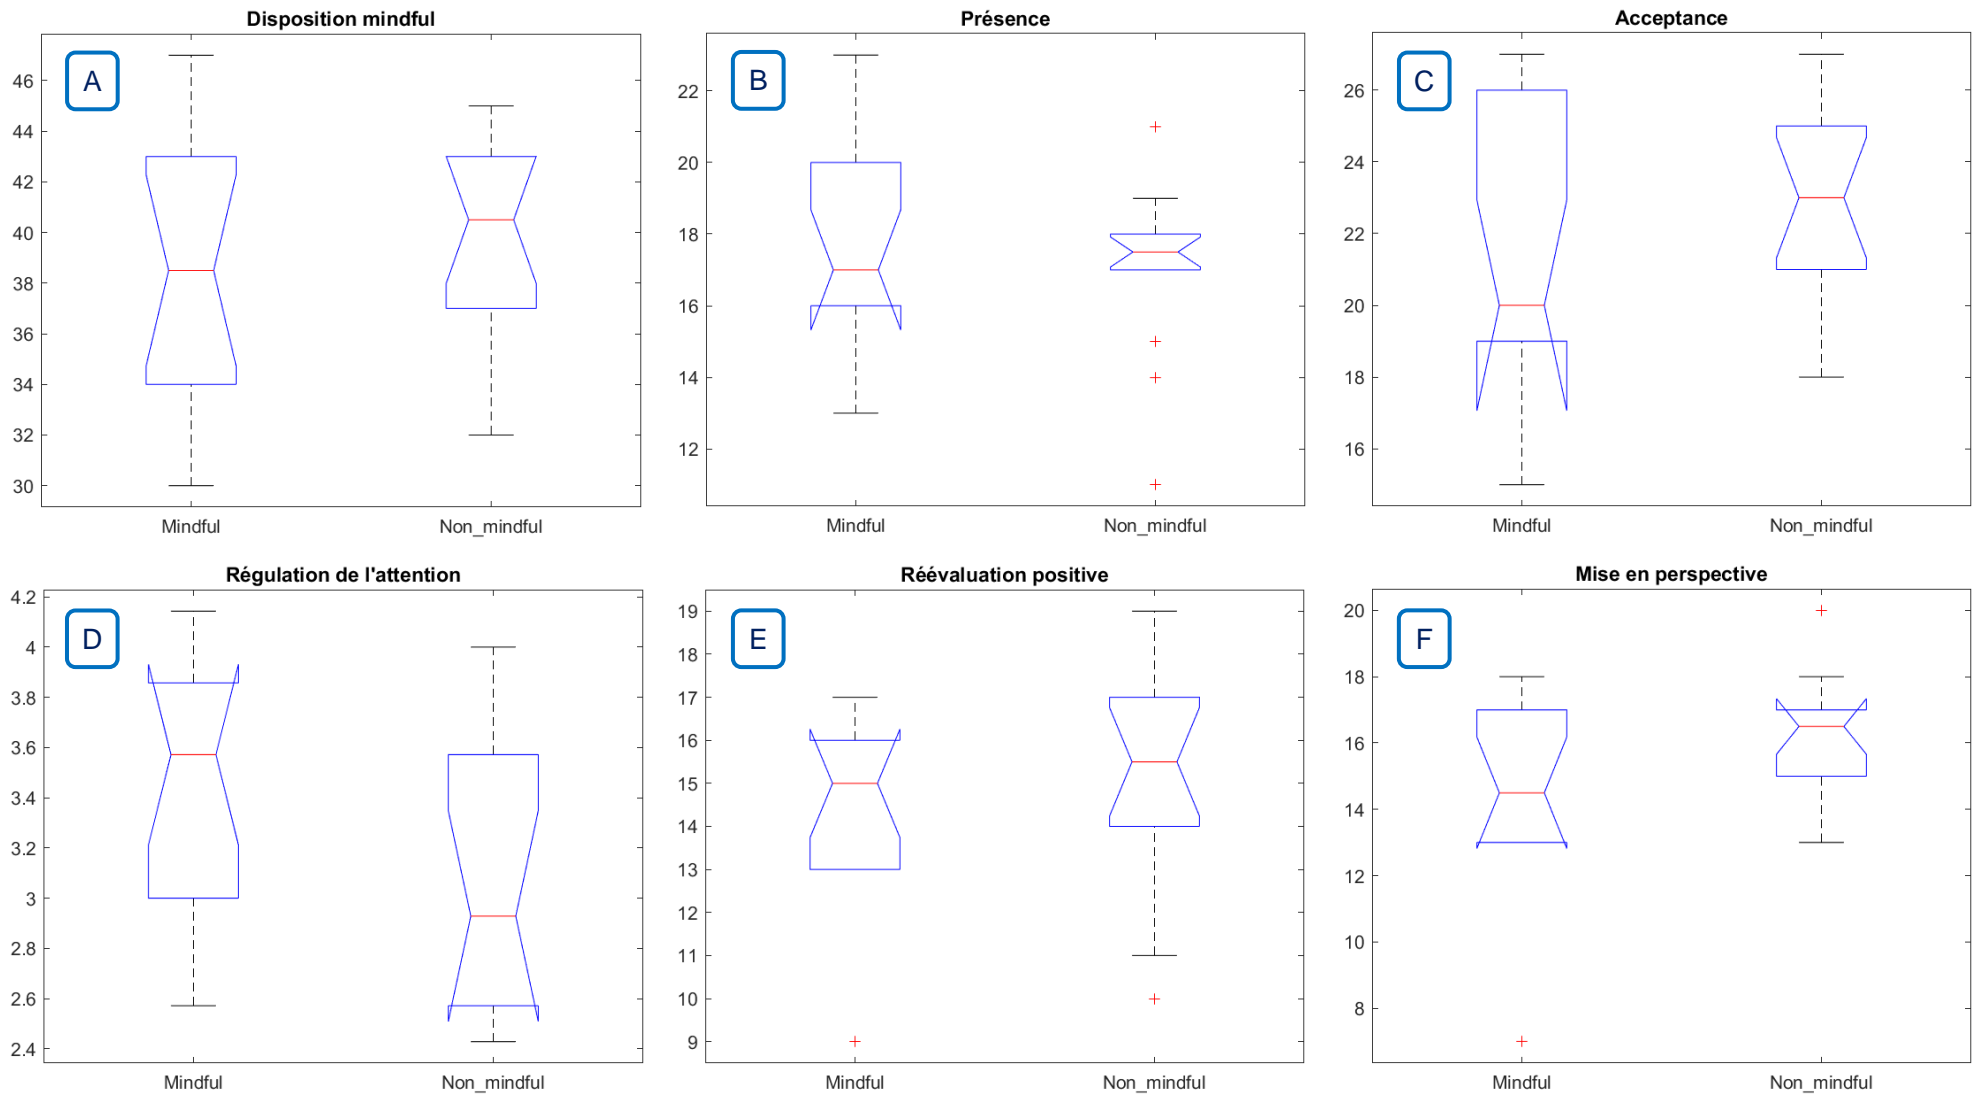 Disposition mindful
A
46
44
42
40
38
36
34
32
30
Mindful Non_mindful
Présence
B
22
20
18
16
14
12
Mindful Non_mindful
Acceptance
C
26
24
22
20
18
16
Mindful Non_mindful
Régulation de l'attention
D
4.2
4
3.8
3.6
3.4
3.2
3
2.8
2.6
2.4
Mindful Non_mindful
Réévaluation positive
E
19
18
17
16
15
14
13
12
11
10
9
Mindful Non_mindful
Mise en perspective
F
20
18
16
14
12
10
8
Mindful Non_mindful